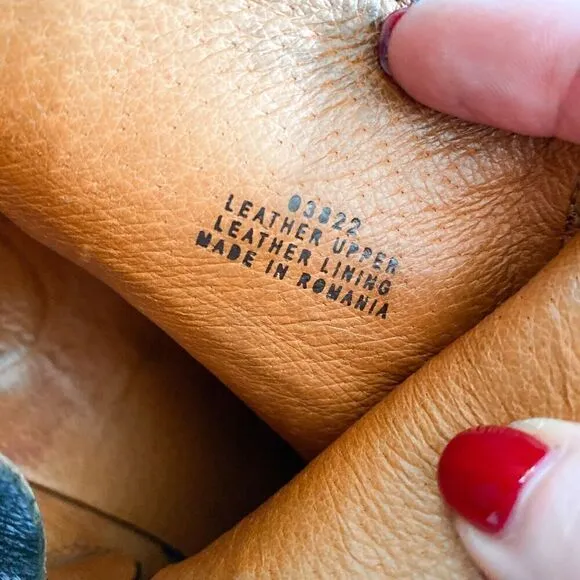 03822
LEATHER UPPER
LEATHER LINING
MADE IN ROMANIA